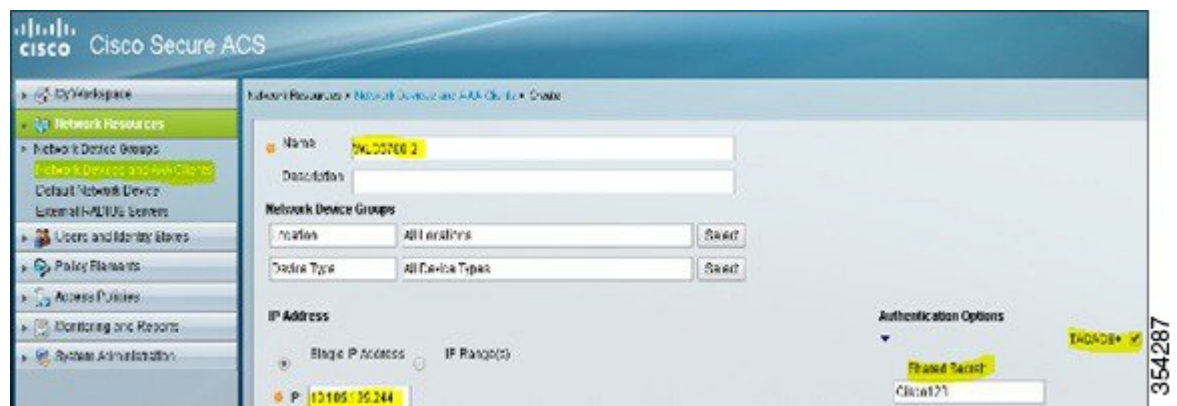 CISCO Cisco Secure ACS
My Workspace
Network Resources
Network Device Groups
Network Devices and AAA Clients
Default Network Device
External RADIUS Servers
Users and Identity Stores
Policy Elements
Access Policies
Monitoring and Reports
System Administration
Network Resources > Network Devices and AAA Clients > Create
Name
Description
Network Device Groups
Location All Locations Select
Device Type All Device Types Select
IP Address
Single IP Address IP Range(s)
IP
Authentication Options
TACACS+
Shared Secret
Cisco123
354287